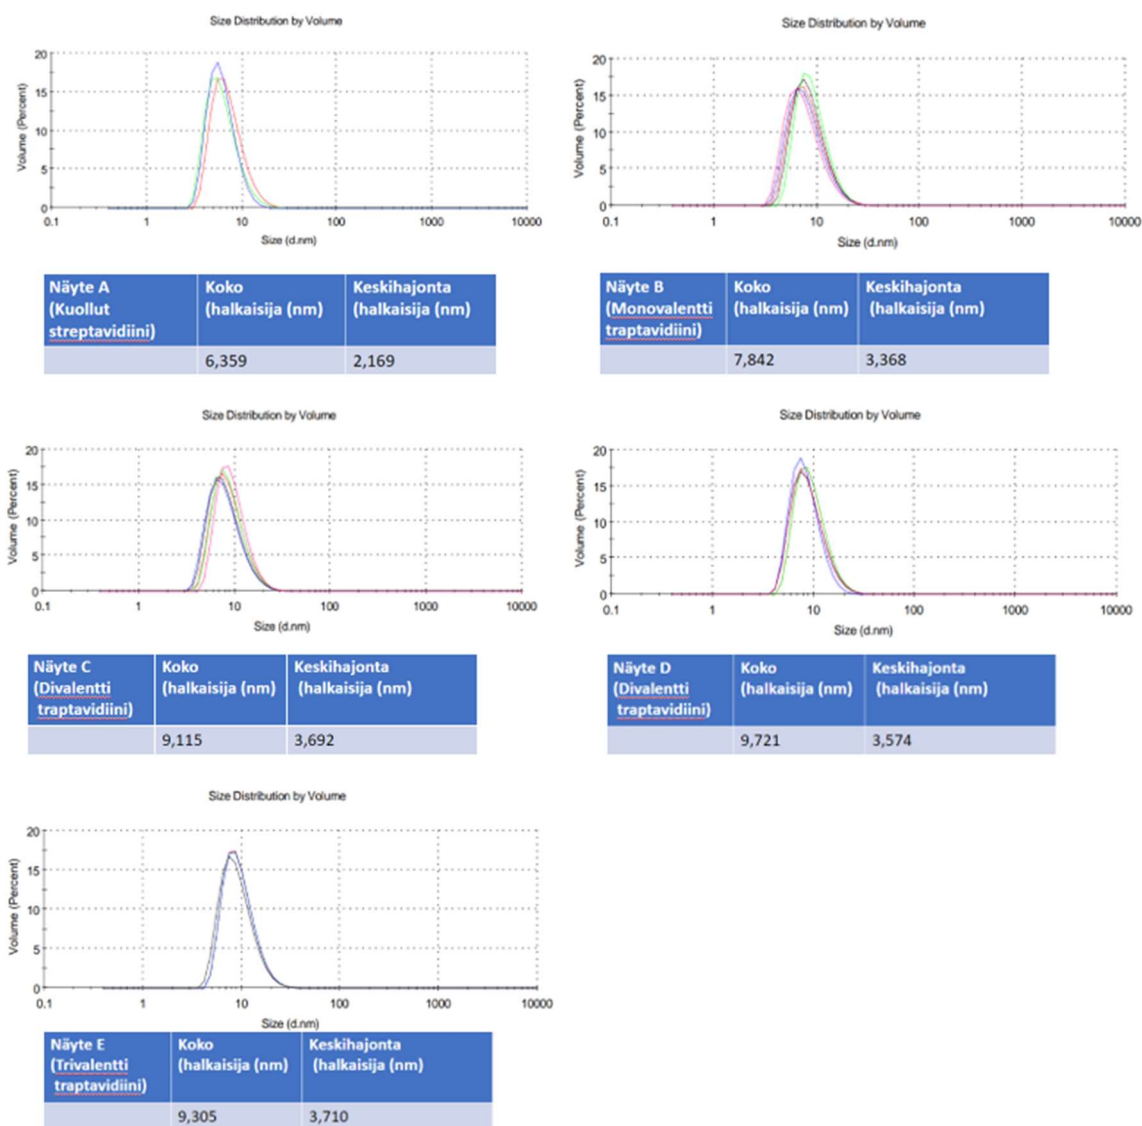 Size Distribution by Volume
Volume (Percent)
20
15
10
5
0
0.1 1 10 100 1000 10000
Size (d.nm)
Näyte A
(Kuollut
streptavidiini)
Koko
(halkaisija (nm)
Keskihajonta
(halkaisija (nm)
6,359 2,169
Size Distribution by Volume
Volume (Percent)
20
15
10
5
0
0.1 1 10 100 1000 10000
Size (d.nm)
Näyte B
(Monovalentti
traptavidiini)
Koko
(halkaisija (nm)
Keskihajonta
(halkaisija (nm)
7,842 3,368
Size Distribution by Volume
Volume (Percent)
20
15
10
5
0
0.1 1 10 100 1000 10000
Size (d.nm)
Näyte C
(Divalentti
traptavidiini)
Koko
(halkaisija (nm)
Keskihajonta
(halkaisija (nm)
9,115 3,692
Size Distribution by Volume
Volume (Percent)
20
15
10
5
0
0.1 1 10 100 1000 10000
Size (d.nm)
Näyte D
(Divalentti
traptavidiini)
Koko
(halkaisija (nm)
Keskihajonta
(halkaisija (nm)
9,721 3,574
Size Distribution by Volume
Volume (Percent)
20
15
10
5
0
0.1 1 10 100 1000 10000
Size (d.nm)
Näyte E
(Trivalentti
traptavidiini)
Koko
(halkaisija (nm)
Keskihajonta
(halkaisija (nm)
9,305 3,710